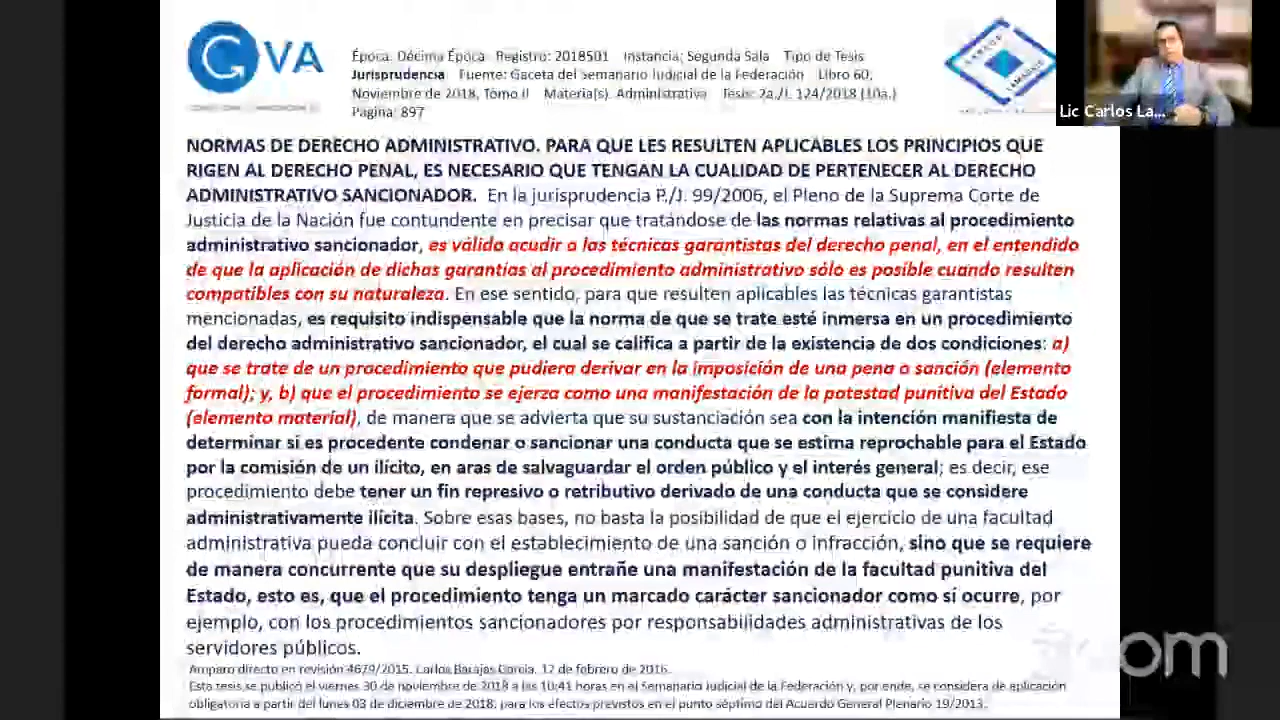 GVA
Época: Décima Época Registro: 2018501 Instancia: Segunda Sala Tipo de Tesis
Jurisprudencia Fuente: Gaceta del Semanario Judicial de la Federación Libro 60,
Noviembre de 2018, Tomo II Materia(s): Administrativa Tesis: 2a./J. 124/2018 (10a.)
Página: 897
Lic Carlos La...
NORMAS DE DERECHO ADMINISTRATIVO. PARA QUE LES RESULTEN APLICABLES LOS PRINCIPIOS QUE
RIGEN AL DERECHO PENAL, ES NECESARIO QUE TENGAN LA CUALIDAD DE PERTENECER AL DERECHO
ADMINISTRATIVO SANCIONADOR. En la jurisprudencia P./J. 99/2006, el Pleno de la Suprema Corte de
Justicia de la Nación fue contundente en precisar que tratándose de las normas relativas al procedimiento
administrativo sancionador, es válido acudir a las técnicas garantistas del derecho penal, en el entendido
de que la aplicación de dichas garantías al procedimiento administrativo sólo es posible cuando resulten
compatibles con su naturaleza. En ese sentido, para que resulten aplicables las técnicas garantistas
mencionadas, es requisito indispensable que la norma de que se trate esté inmersa en un procedimiento
del derecho administrativo sancionador, el cual se califica a partir de la existencia de dos condiciones: a)
que se trate de un procedimiento que pudiera derivar en la imposición de una pena o sanción (elemento
formal); y, b) que el procedimiento se ejerza como una manifestación de la potestad punitiva del Estado
(elemento material), de manera que se advierta que su sustanciación sea con la intención manifiesta de
determinar si es procedente condenar o sancionar una conducta que se estima reprochable para el Estado
por la comisión de un ilícito, en aras de salvaguardar el orden público y el interés general; es decir, ese
procedimiento debe tener un fin represivo o retributivo derivado de una conducta que se considere
administrativamente ilícita. Sobre esas bases, no basta la posibilidad de que el ejercicio de una facultad
administrativa pueda concluir con el establecimiento de una sanción o infracción, sino que se requiere
de manera concurrente que su despliegue entrañe una manifestación de la facultad punitiva del
Estado, esto es, que el procedimiento tenga un marcado carácter sancionador como sí ocurre, por
ejemplo, con los procedimientos sancionadores por responsabilidades administrativas de los
servidores públicos.
Amparo directo en revisión 4679/2015. Carlos Barajas García. 17 de febrero de 2016.
Esta tesis se publicó el viernes 30 de noviembre de 2018 a las 10:41 horas en el Semanario Judicial de la Federación y, por ende, se considera de aplicación
obligatoria a partir del lunes 03 de diciembre de 2018, para los efectos previstos en el punto séptimo del Acuerdo General Plenario 19/2013.
zoom